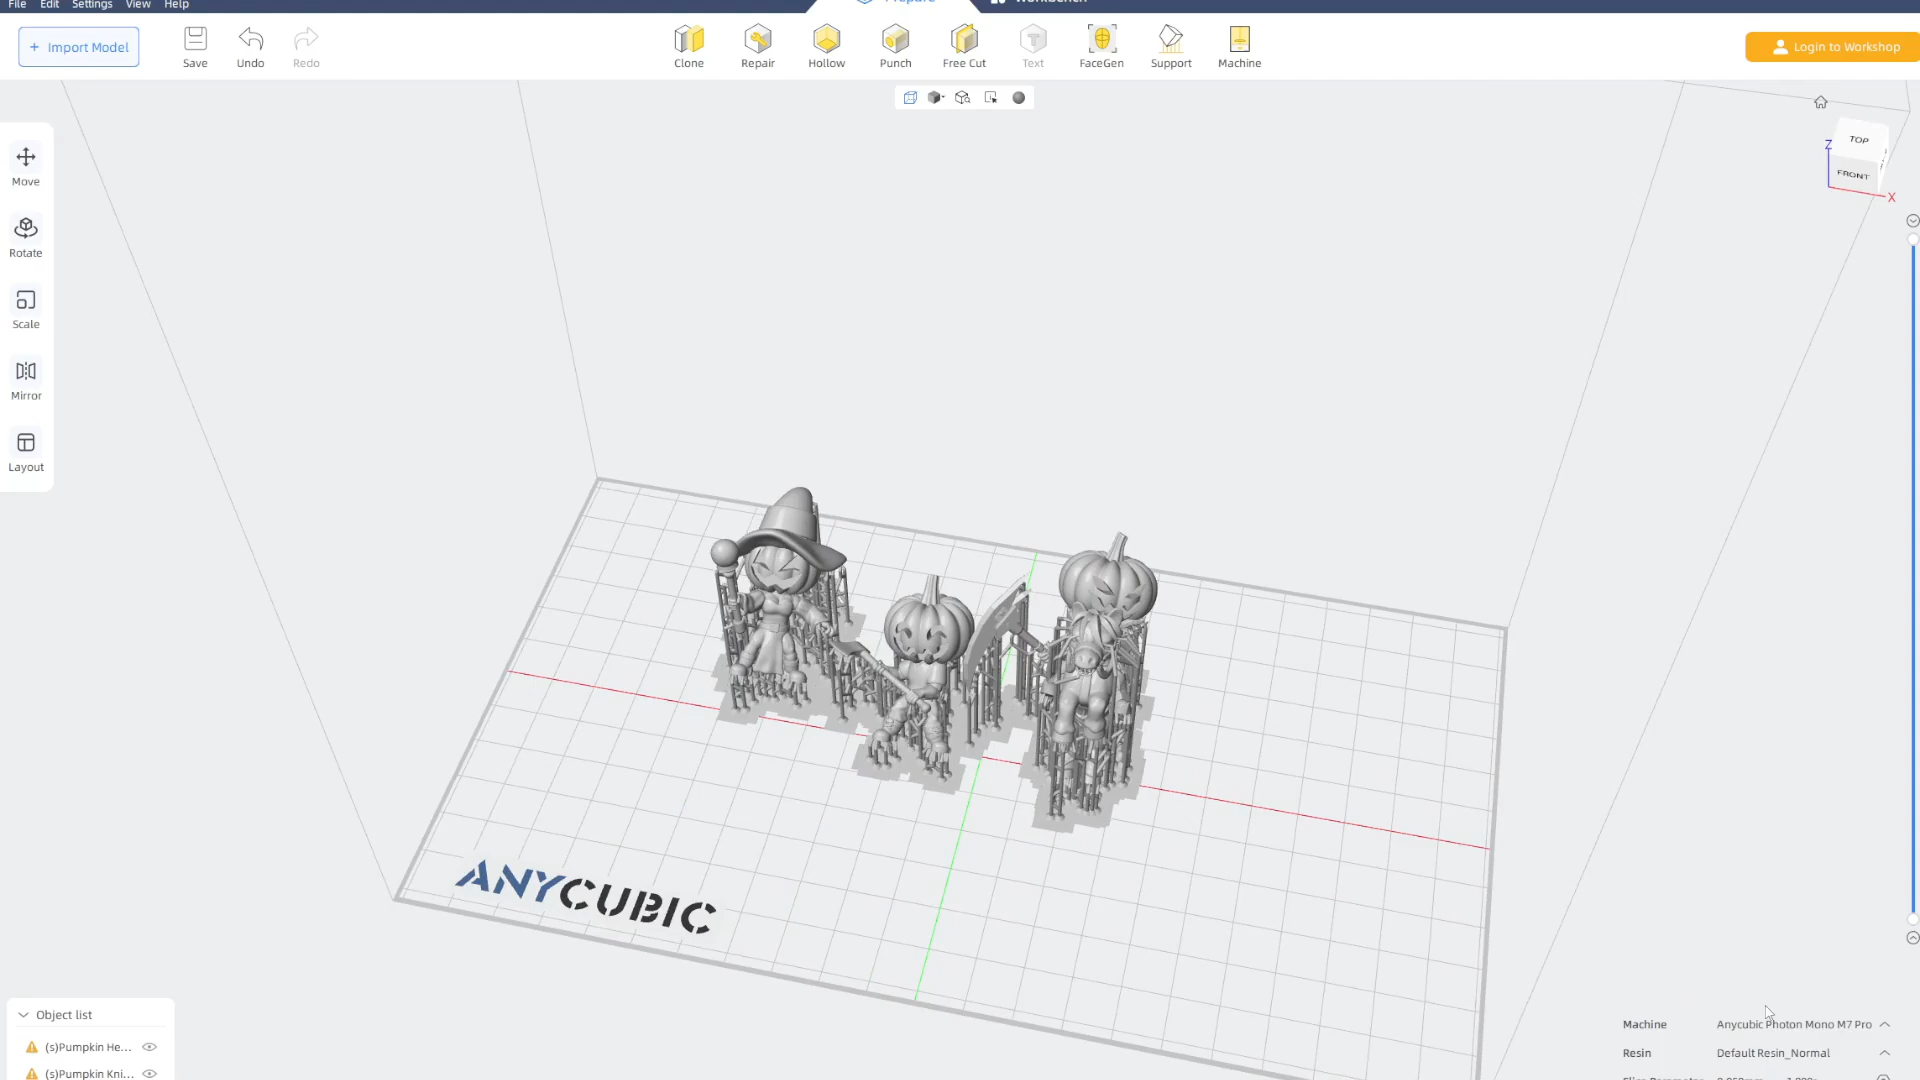 File Edit Settings View Help
Prepare Workbench
+ Import Model
Save Undo Redo
Clone Repair Hollow Punch Free Cut Text FaceGen Support Machine
Login to Workshop
Move
Rotate
Scale
Mirror
Layout
TOP
Z
FRONT
X
ANYCUBIC
Object list
(s)Pumpkin He...
(s)Pumpkin Kni...
Machine Anycubic Photon Mono M7 Pro
Resin Default Resin_Normal